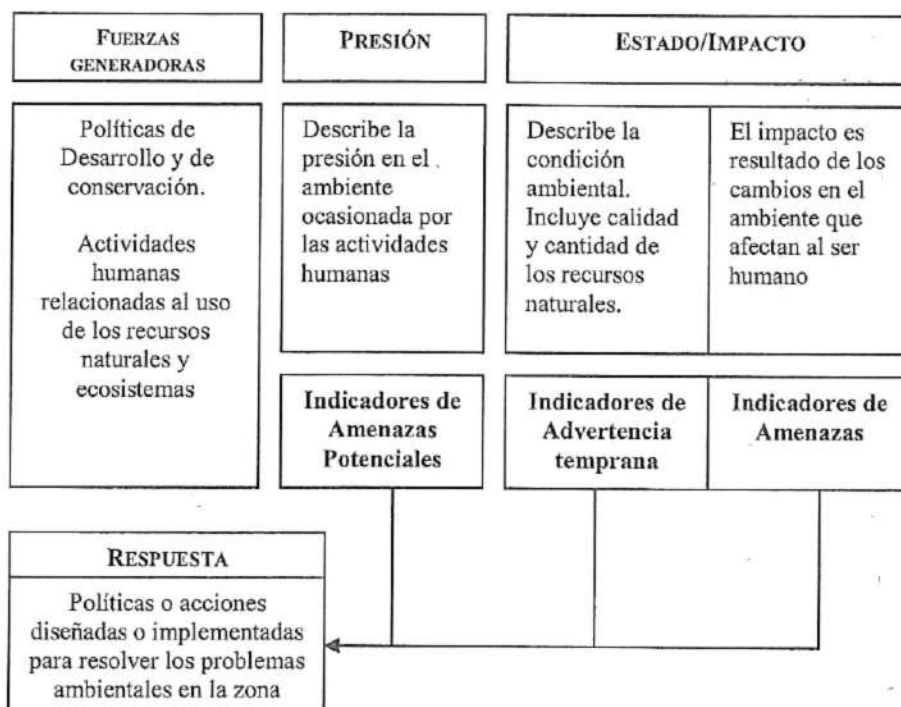 FUERZAS
GENERADORAS
PRESIÓN
ESTADO/IMPACTO
Políticas de
Desarrollo y de
conservación.
Actividades
humanas
relacionadas al uso
de los recursos
naturales y
ecosistemas
Describe la
presión en el
ambiente
ocasionada por
las actividades
humanas
Describe la
condición
ambiental.
Incluye calidad
y cantidad de
los recursos
naturales.
El impacto es
resultado de los
cambios en el
ambiente que
afectan al ser
humano
Indicadores de
Amenazas
Potenciales
Indicadores de
Advertencia
temprana
Indicadores de
Amenazas
RESPUESTA
Políticas o acciones
diseñadas o implementadas
para resolver los problemas
ambientales en la zona